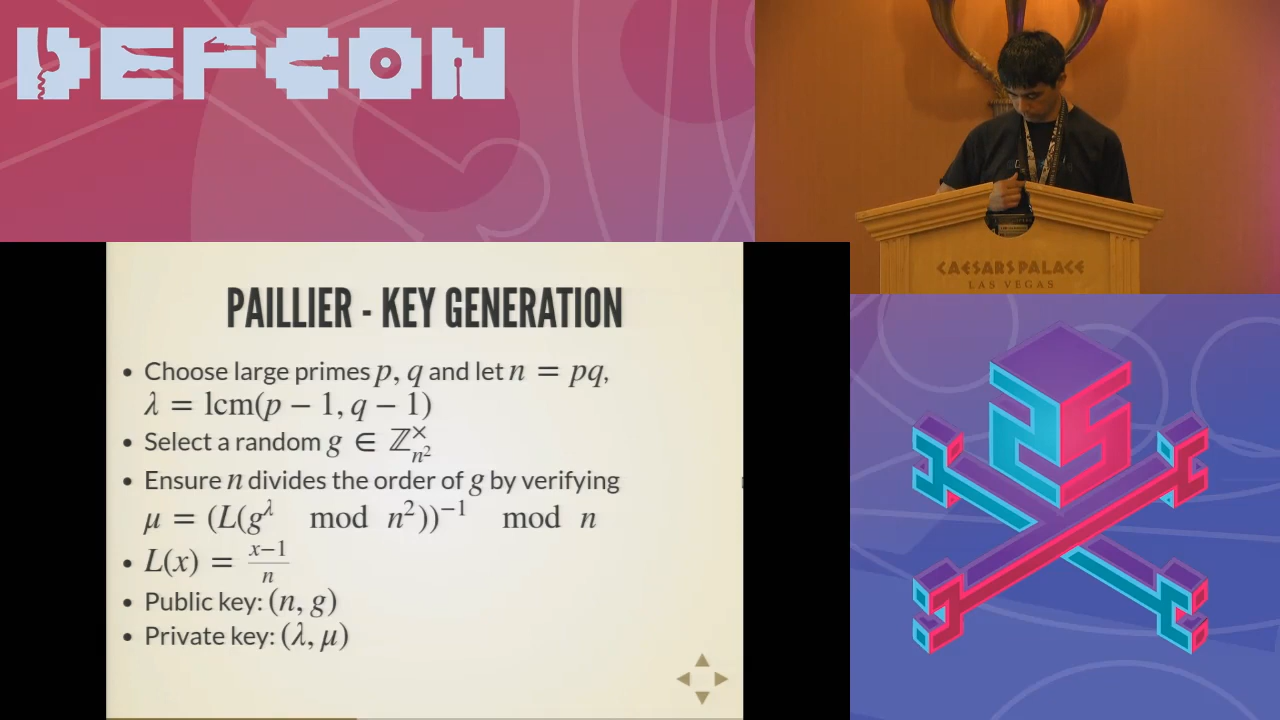 DEFCON
CAESARS PALACE
LAS VEGAS
PAILLIER - KEY GENERATION
• Choose large primes p, q and let n = pq,
λ = lcm(p − 1, q − 1)
• Select a random g ∈ ℤ×n²
• Ensure n divides the order of g by verifying
μ = (L(g^λ mod n²))⁻¹ mod n
• L(x) = x−1/n
• Public key: (n, g)
• Private key: (λ, μ)
25